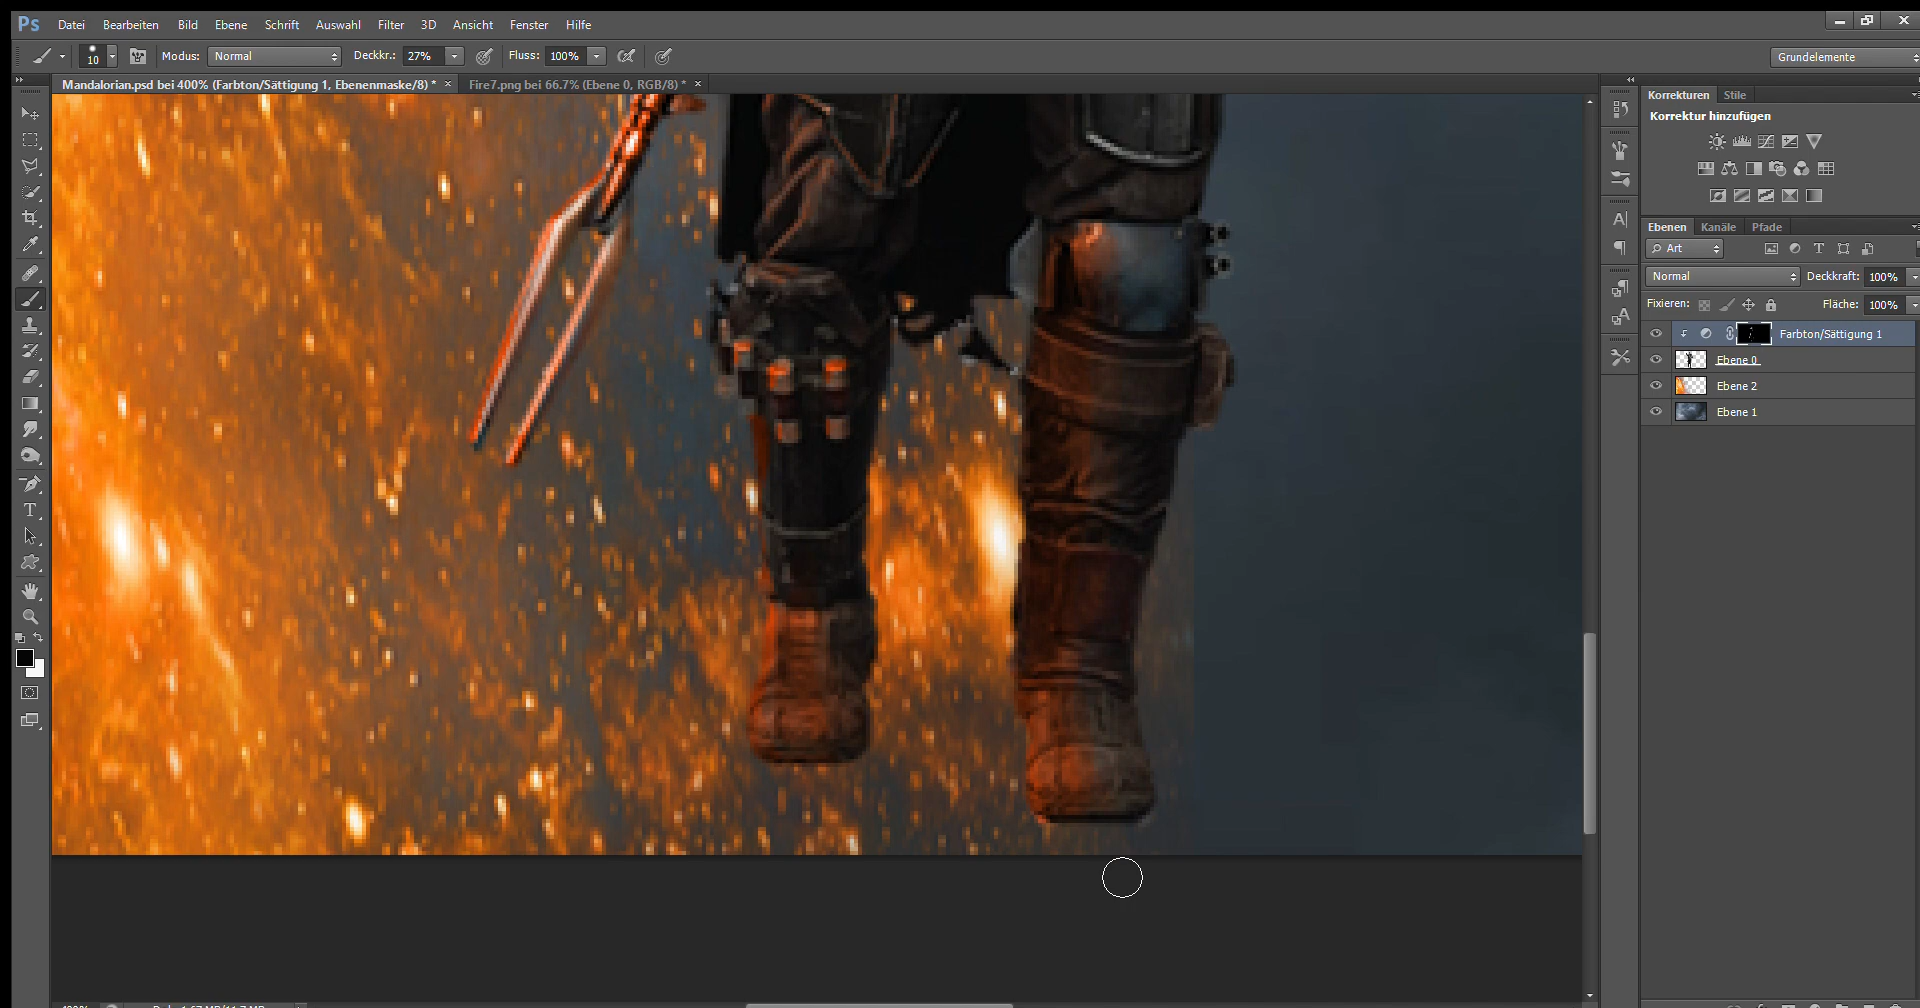 Ps Datei Bearbeiten Bild Ebene Schrift Auswahl Filter 3D Ansicht Fenster Hilfe
10 Modus: Normal Deckkr.: 27% Fluss: 100% Grundelemente
Mandalorian.psd bei 400% (Farbton/Sättigung 1, Ebenenmaske/8) * × Fire7.png bei 66.7% (Ebene 0, RGB/8) * ×
Korrekturen Stile
Korrektur hinzufügen
Ebenen Kanäle Pfade
Art
Normal Deckkraft: 100%
Fixieren: Fläche: 100%
Farbton/Sättigung 1
Ebene 0
Ebene 2
Ebene 1